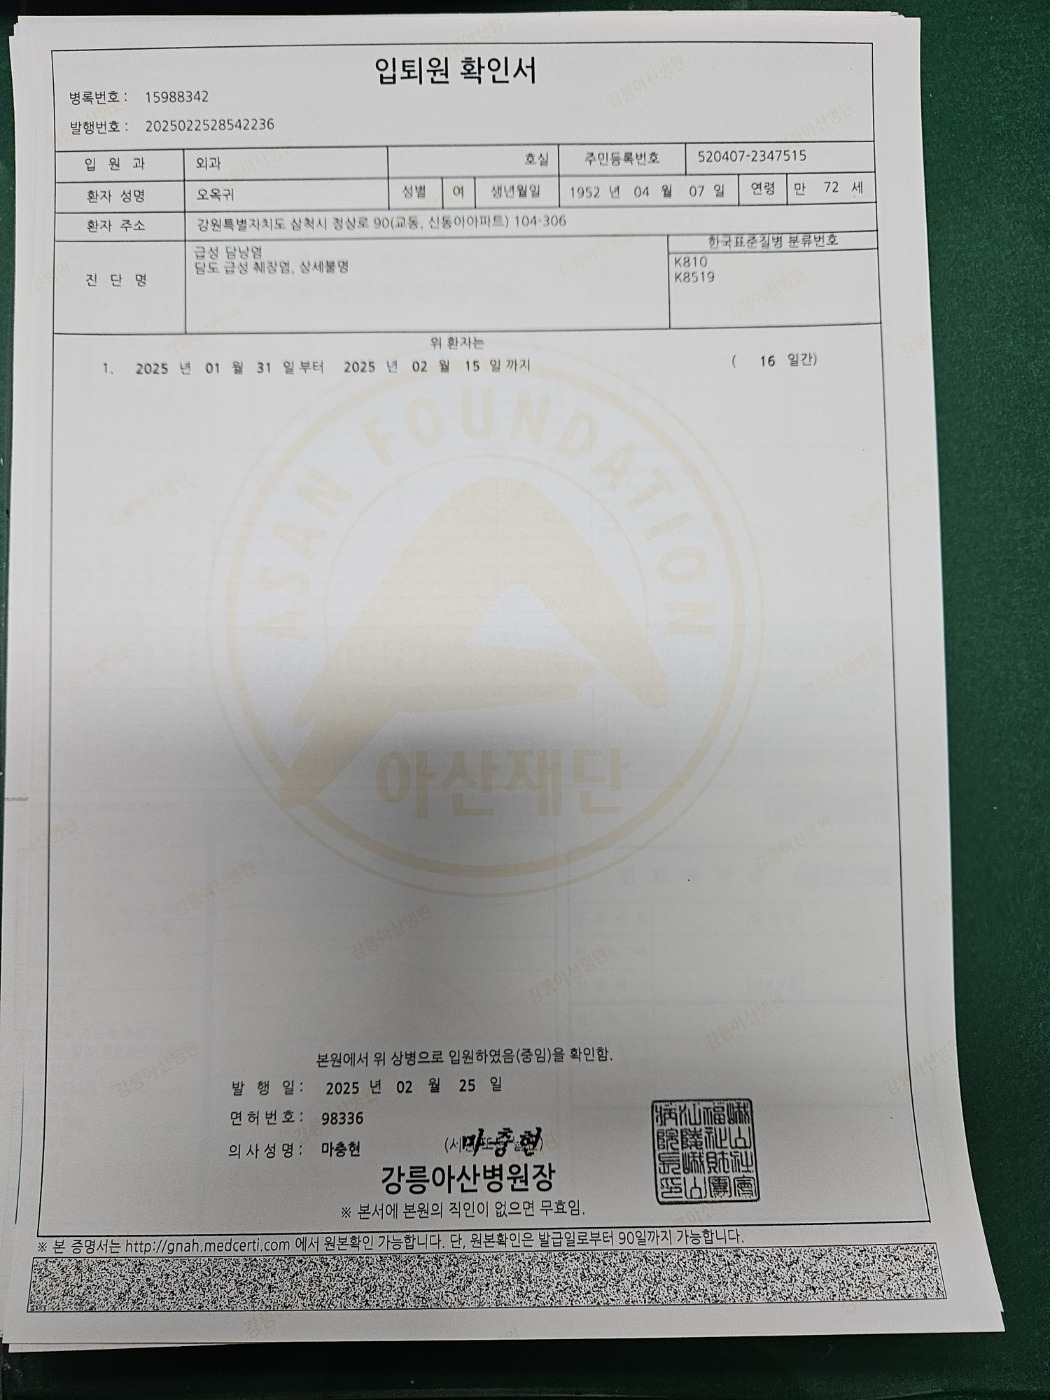 입퇴원 확인서
병록번호 : 15988342
발행번호 : 2025022528542236
입 원 과 외과 호실 주민등록번호 520407-2347515
환자 성명 오옥귀 성별 여 생년월일 1952 년 04 월 07 일 연령 만 72 세
환자 주소 강원특별자치도 삼척시 정상로 90(교동, 신동아아파트) 104-306
진 단 명
급성 담낭염
담도 급성 췌장염, 상세불명
한국표준질병 분류번호
K810
K8519
위 환자는
1. 2025 년 01 월 31 일부터 2025 년 02 월 15 일까지 ( 16 일간)
ASAN FOUNDATION
아산재단
본원에서 위 상병으로 입원하였음(중임)을 확인함.
발 행 일 : 2025 년 02 월 25 일
면허번호 : 98336
의사성명 : 마충현 마충현
강릉아산병원장
※ 본서에 본원의 직인이 없으면 무효임.
※ 본 증명서는 http://gnah.medcerti.com 에서 원본확인 가능합니다. 단, 원본확인은 발급일로부터 90일까지 가능합니다.